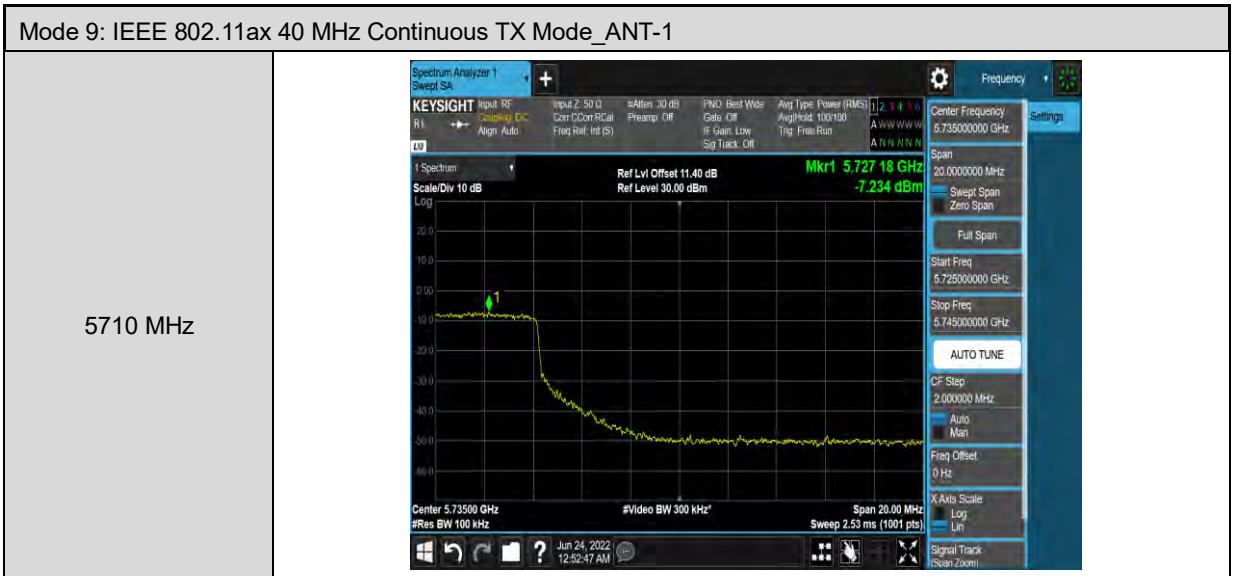 Mode 9: IEEE 802.11ax 40 MHz Continuous TX Mode_ANT-1
5710 MHz
Spectrum Analyzer 1
Swept SA
+
Frequency
KEYSIGHT
Input: RF
Coupling: DC
Align: Auto
Input Z: 50 Ω
Corr CCorr RCal
Freq Ref: Int (S)
#Atten: 30 dB
Preamp: Off
PNO: Best Wide
Gate: Off
IF Gain: Low
Sig Track: Off
Avg Type: Power (RMS)
Avg|Hold: 100/100
Trig: Free Run
1 2 3 4 5 6
A W W W W W
A N N N N N
1 Spectrum
Scale/Div 10 dB
Log
Ref Lvl Offset 11.40 dB
Ref Level 30.00 dBm
Mkr1 5.727 18 GHz
-7.234 dBm
20.0
10.0
0.00
-10.0
-20.0
-30.0
-40.0
-50.0
-60.0
1
Center 5.73500 GHz
#Res BW 100 kHz
#Video BW 300 kHz*
Span 20.00 MHz
Sweep 2.53 ms (1001 pts)
?
Jun 24, 2022
12:52:47 AM
Center Frequency
5.735000000 GHz
Settings
Span
20.0000000 MHz
Swept Span
Zero Span
Full Span
Start Freq
5.725000000 GHz
Stop Freq
5.745000000 GHz
AUTO TUNE
CF Step
2.000000 MHz
Auto
Man
Freq Offset
0 Hz
X Axis Scale
Log
Lin
Signal Track
(Span Zoom)